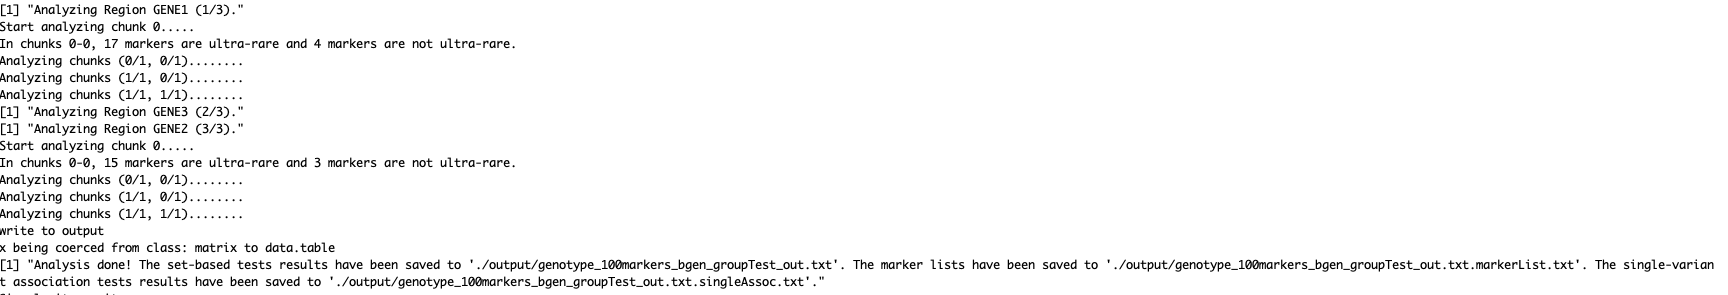 [1] "Analyzing Region GENE1 (1/3)."
Start analyzing chunk 0.....
In chunks 0-0, 17 markers are ultra-rare and 4 markers are not ultra-rare.
Analyzing chunks (0/1, 0/1)........
Analyzing chunks (1/1, 0/1)........
Analyzing chunks (1/1, 1/1)........
[1] "Analyzing Region GENE3 (2/3)."
[1] "Analyzing Region GENE2 (3/3)."
Start analyzing chunk 0.....
In chunks 0-0, 15 markers are ultra-rare and 3 markers are not ultra-rare.
Analyzing chunks (0/1, 0/1)........
Analyzing chunks (1/1, 0/1)........
Analyzing chunks (1/1, 1/1)........
write to output
x being coerced from class: matrix to data.table
[1] "Analysis done! The set-based tests results have been saved to './output/genotype_100markers_bgen_groupTest_out.txt'. The marker lists have been saved to './output/genotype_100markers_bgen_groupTest_out.txt.markerList.txt'. The single-varian
t association tests results have been saved to './output/genotype_100markers_bgen_groupTest_out.txt.singleAssoc.txt'."